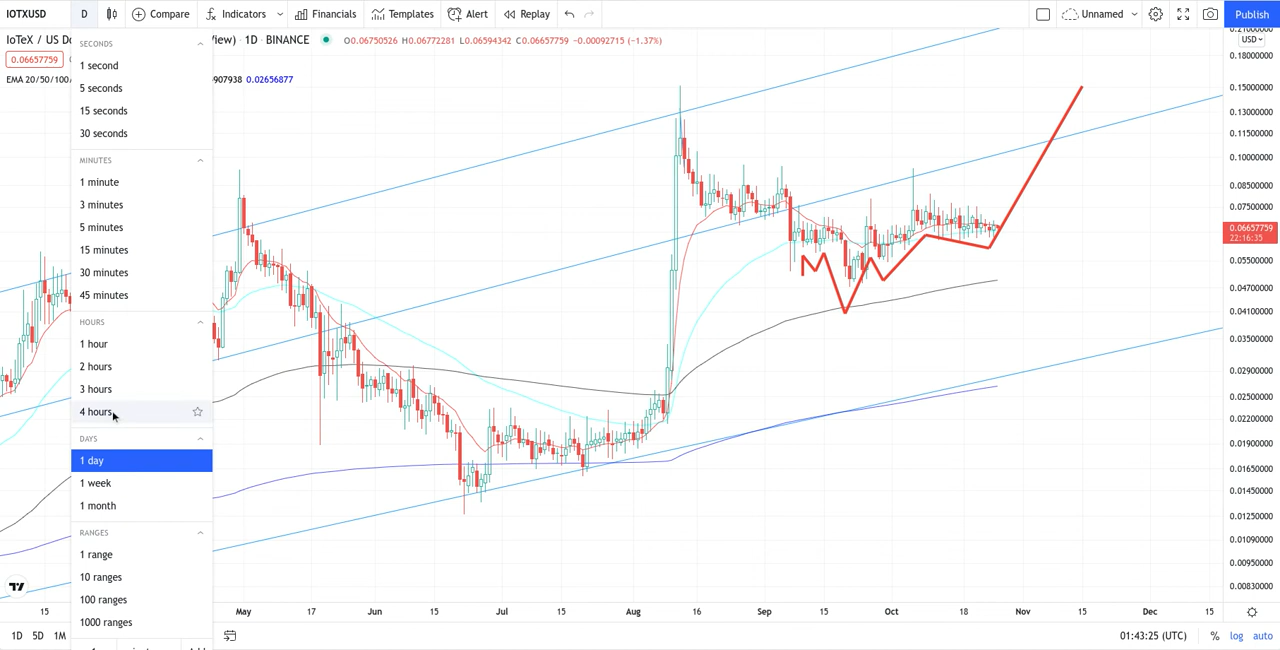 IOTXUSD D Compare Indicators Financials Templates Alert Replay Unnamed Publish
IoTeX / US Do
iew) · 1D · BINANCE O0.06750526 H0.06772281 L0.06594342 C0.06657759 −0.00092715 (−1.37%)
0.06657759
EMA 20/50/100/
907938 0.02656877
SECONDS
1 second
5 seconds
15 seconds
30 seconds
MINUTES
1 minute
3 minutes
5 minutes
15 minutes
30 minutes
45 minutes
HOURS
1 hour
2 hours
3 hours
4 hours
DAYS
1 day
1 week
1 month
RANGES
1 range
10 ranges
100 ranges
1000 ranges
USD
0.18000000
0.15000000
0.13000000
0.11500000
0.10000000
0.08500000
0.07500000
0.06657759
22:16:35
0.05500000
0.04700000
0.04100000
0.03500000
0.02900000
0.02500000
0.02200000
0.01900000
0.01650000
0.01450000
0.01250000
0.01090000
0.00950000
0.00830000
15 May 17 Jun 15 Jul 15 Aug 16 Sep 15 Oct 18 Nov 15 Dec 15
1D 5D 1M
01:43:25 (UTC) % log auto